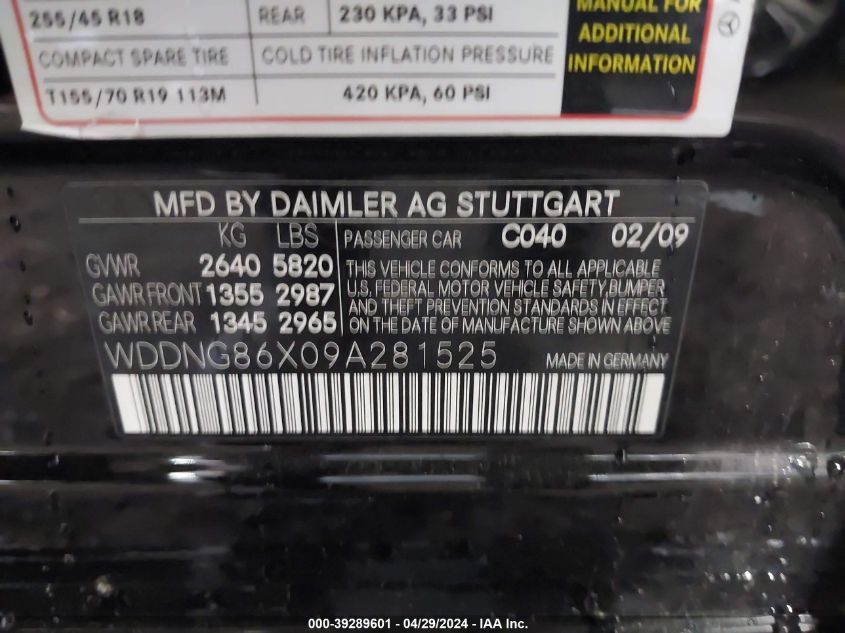 255/45 R18 REAR 230 KPA, 33 PSI
COMPACT SPARE TIRE COLD TIRE INFLATION PRESSURE
T155/70 R19 113M 420 KPA, 60 PSI
MANUAL FOR
ADDITIONAL
INFORMATION
MFD BY DAIMLER AG STUTTGART
KG LBS PASSENGER CAR C040 02/09
GVWR 2640 5820
GAWR FRONT 1355 2987
GAWR REAR 1345 2965
THIS VEHICLE CONFORMS TO ALL APPLICABLE
U.S. FEDERAL MOTOR VEHICLE SAFETY,BUMPER
AND THEFT PREVENTION STANDARDS IN EFFECT
ON THE DATE OF MANUFACTURE SHOWN ABOVE
WDDNG86X09A281525 MADE IN GERMANY
000-39289601 - 04/29/2024 - IAA Inc.